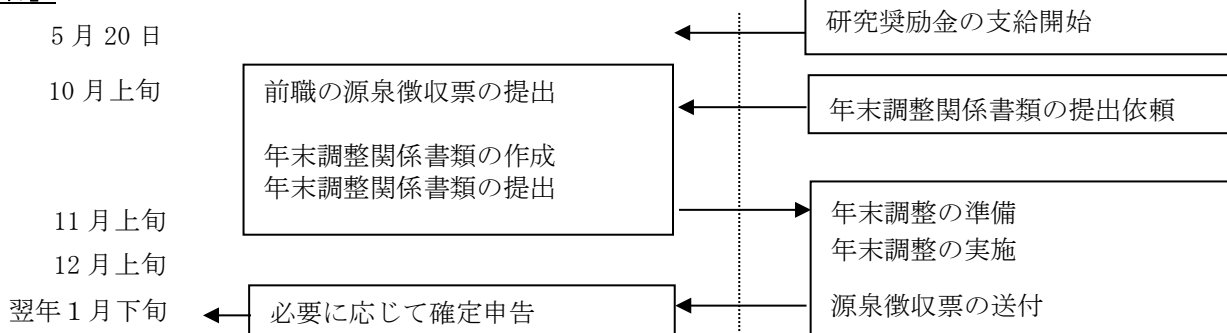 5月20日
研究奨励金の支給開始
10月上旬
前職の源泉徴収票の提出
年末調整関係書類の提出依頼
年末調整関係書類の作成
年末調整関係書類の提出
11月上旬
年末調整の準備
年末調整の実施
12月上旬
翌年1月下旬
必要に応じて確定申告
源泉徴収票の送付